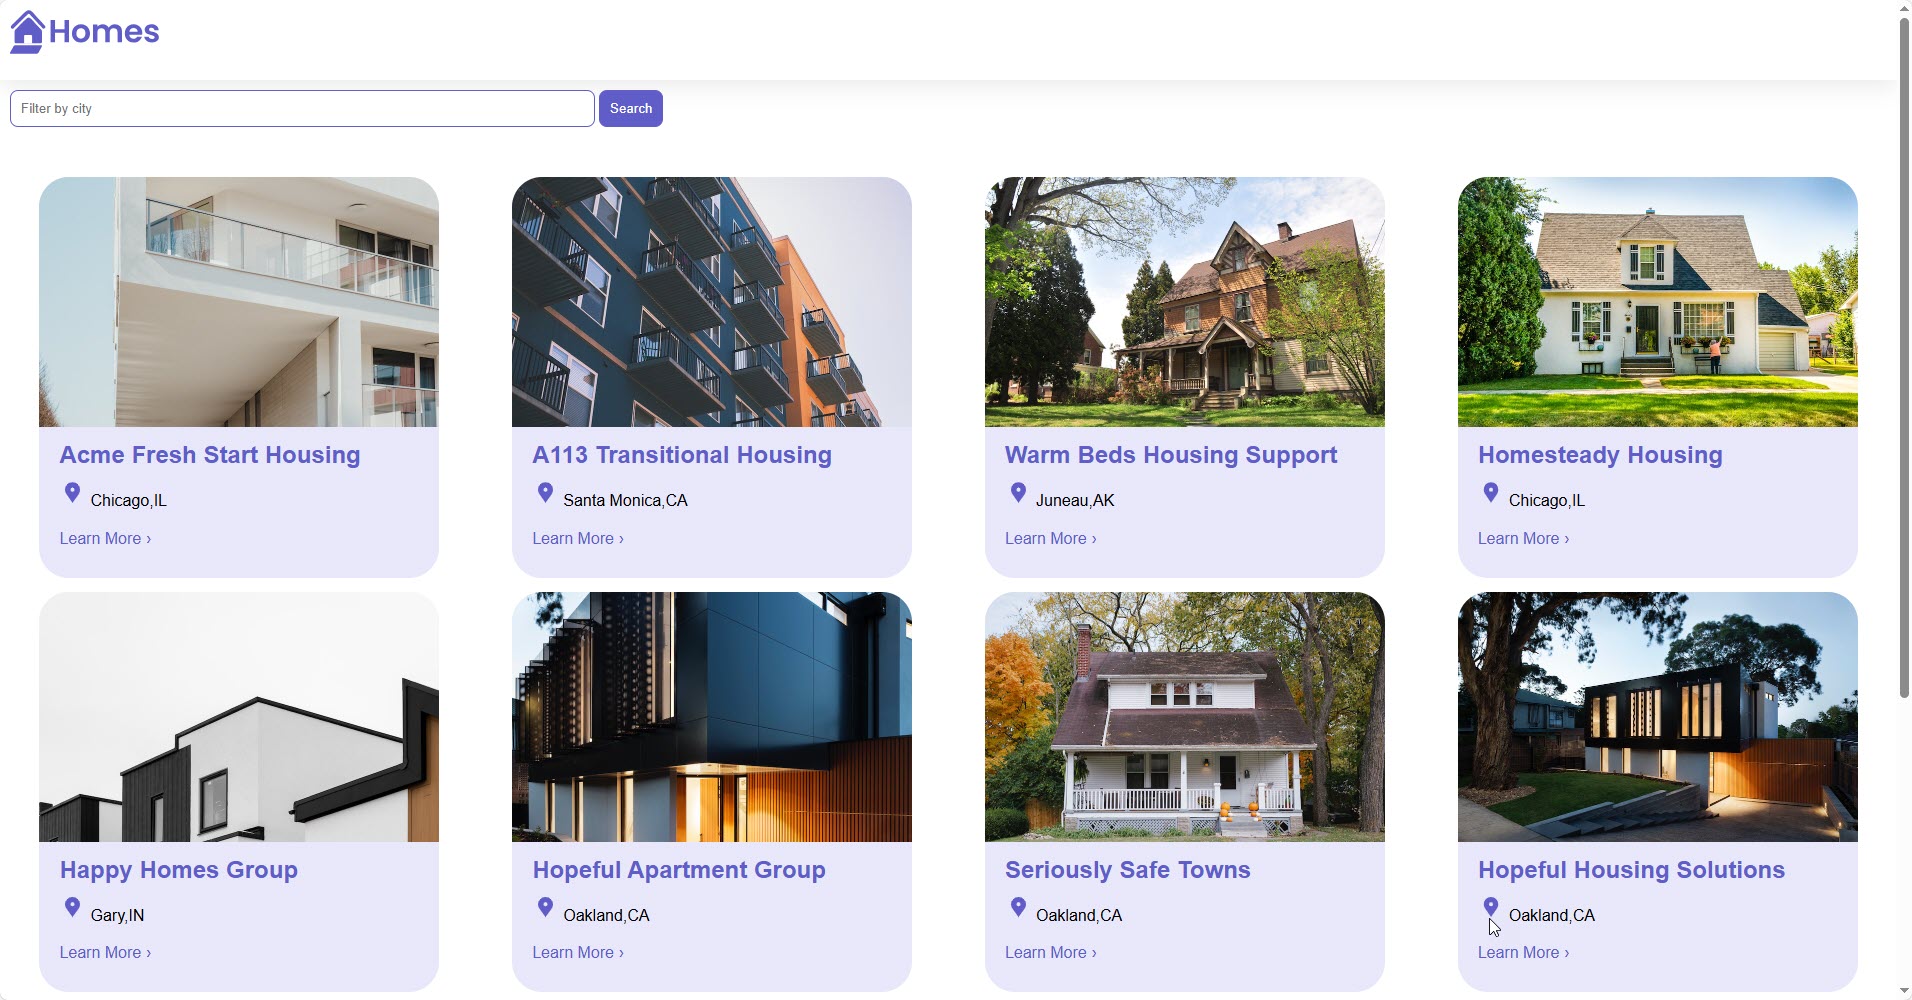 Homes
Filter by city
Search
Acme Fresh Start Housing
Chicago,IL
Learn More ›
A113 Transitional Housing
Santa Monica,CA
Learn More ›
Warm Beds Housing Support
Juneau,AK
Learn More ›
Homesteady Housing
Chicago,IL
Learn More ›
Happy Homes Group
Gary,IN
Learn More ›
Hopeful Apartment Group
Oakland,CA
Learn More ›
Seriously Safe Towns
Oakland,CA
Learn More ›
Hopeful Housing Solutions
Oakland,CA
Learn More ›